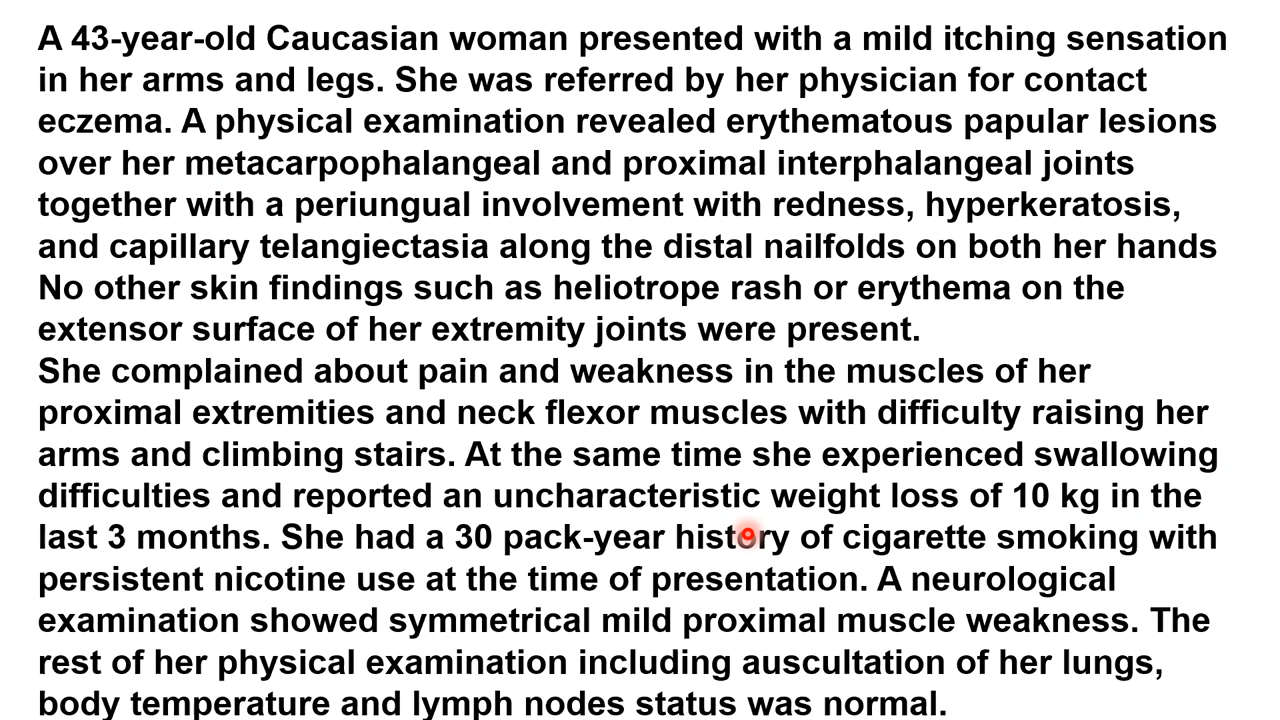 A 43-year-old Caucasian woman presented with a mild itching sensation
in her arms and legs. She was referred by her physician for contact
eczema. A physical examination revealed erythematous papular lesions
over her metacarpophalangeal and proximal interphalangeal joints
together with a periungual involvement with redness, hyperkeratosis,
and capillary telangiectasia along the distal nailfolds on both her hands
No other skin findings such as heliotrope rash or erythema on the
extensor surface of her extremity joints were present.
She complained about pain and weakness in the muscles of her
proximal extremities and neck flexor muscles with difficulty raising her
arms and climbing stairs. At the same time she experienced swallowing
difficulties and reported an uncharacteristic weight loss of 10 kg in the
last 3 months. She had a 30 pack-year history of cigarette smoking with
persistent nicotine use at the time of presentation. A neurological
examination showed symmetrical mild proximal muscle weakness. The
rest of her physical examination including auscultation of her lungs,
body temperature and lymph nodes status was normal.